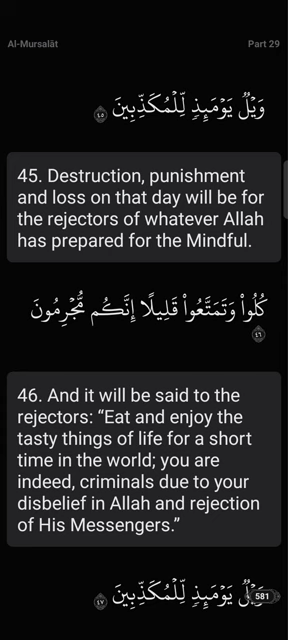 Al-Mursalāt
Part 29
وَيۡلٞ يَوۡمَئِذٖ لِّلۡمُكَذِّبِينَ ٤٥
45. Destruction, punishment
and loss on that day will be for
the rejectors of whatever Allah
has prepared for the Mindful.
كُلُواْ وَتَمَتَّعُواْ قَلِيلًا إِنَّكُم مُّجۡرِمُونَ
٤٦
46. And it will be said to the
rejectors: “Eat and enjoy the
tasty things of life for a short
time in the world; you are
indeed, criminals due to your
disbelief in Allah and rejection
of His Messengers.”
وَيۡلٞ يَوۡمَئِذٖ لِّلۡمُكَذِّبِينَ ٤٧
581